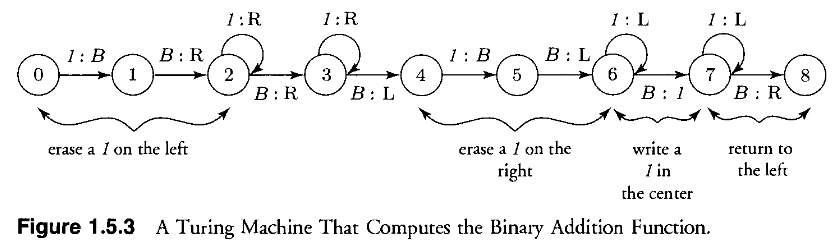 1:R 1:R 1:L 1:L
1:B B:R B:R B:L 1:B B:L B:1 B:R
0 1 2 3 4 5 6 7 8
erase a 1 on the left
erase a 1 on the
right
write a
1 in
the center
return to
the left
Figure 1.5.3 A Turing Machine That Computes the Binary Addition Function.